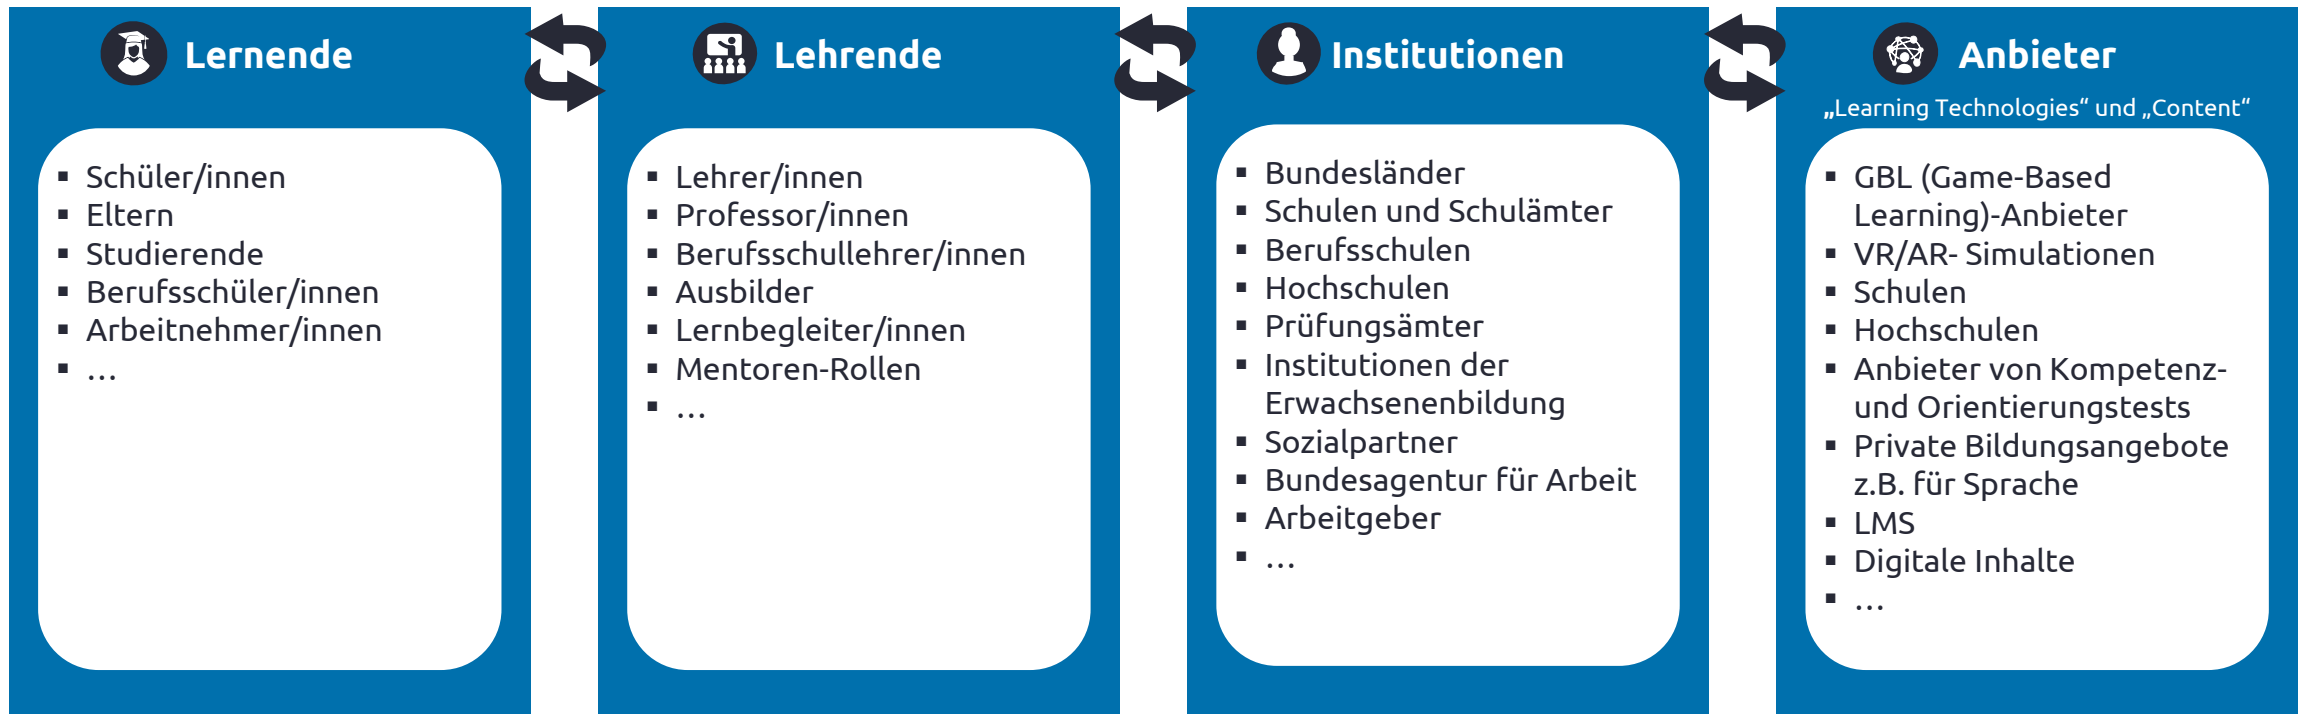 Lernende
▪ Schüler/innen
▪ Eltern
▪ Studierende
▪ Berufsschüler/innen
▪ Arbeitnehmer/innen
▪ …
Lehrende
▪ Lehrer/innen
▪ Professor/innen
▪ Berufsschullehrer/innen
▪ Ausbilder
▪ Lernbegleiter/innen
▪ Mentoren-Rollen
▪ …
Institutionen
▪ Bundesländer
▪ Schulen und Schulämter
▪ Berufsschulen
▪ Hochschulen
▪ Prüfungsämter
▪ Institutionen der
Erwachsenenbildung
▪ Sozialpartner
▪ Bundesagentur für Arbeit
▪ Arbeitgeber
▪ …
Anbieter
„Learning Technologies“ und „Content“
▪ GBL (Game-Based
Learning)-Anbieter
▪ VR/AR- Simulationen
▪ Schulen
▪ Hochschulen
▪ Anbieter von Kompetenz-
und Orientierungstests
▪ Private Bildungsangebote
z.B. für Sprache
▪ LMS
▪ Digitale Inhalte
▪ …